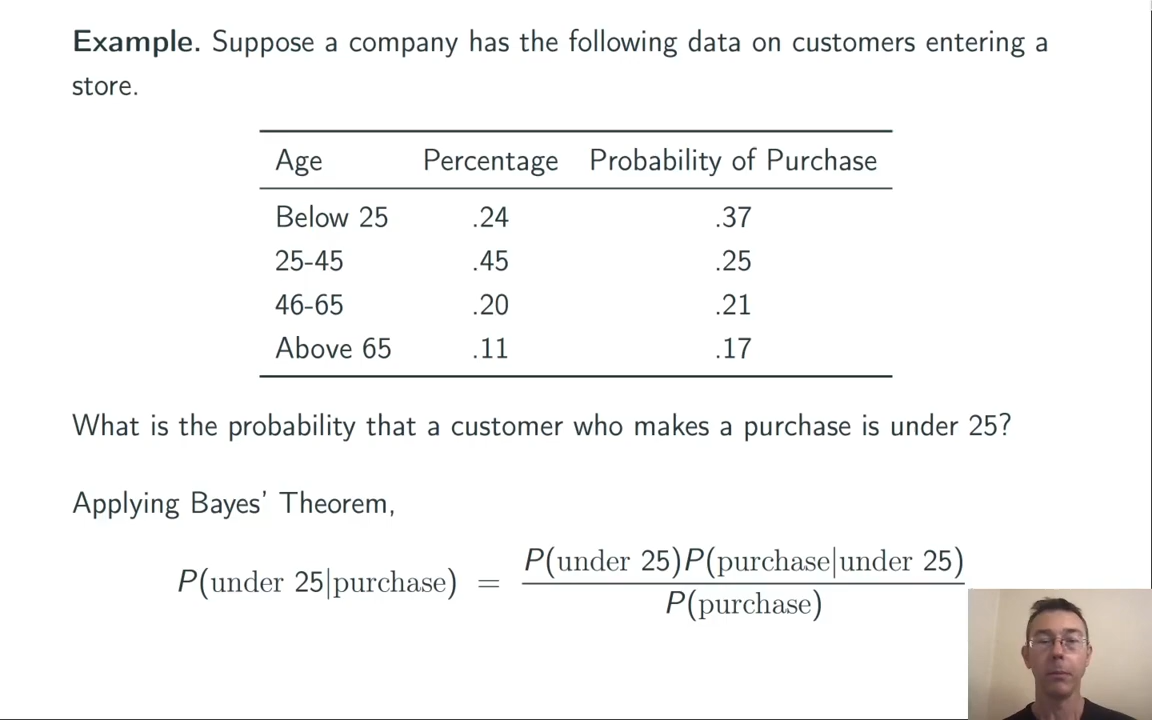 Example. Suppose a company has the following data on customers entering a
store.
Age Percentage Probability of Purchase
Below 25 .24 .37
25-45 .45 .25
46-65 .20 .21
Above 65 .11 .17
What is the probability that a customer who makes a purchase is under 25?
Applying Bayes' Theorem,
P(under 25|purchase) = P(under 25)P(purchase|under 25)
P(purchase)